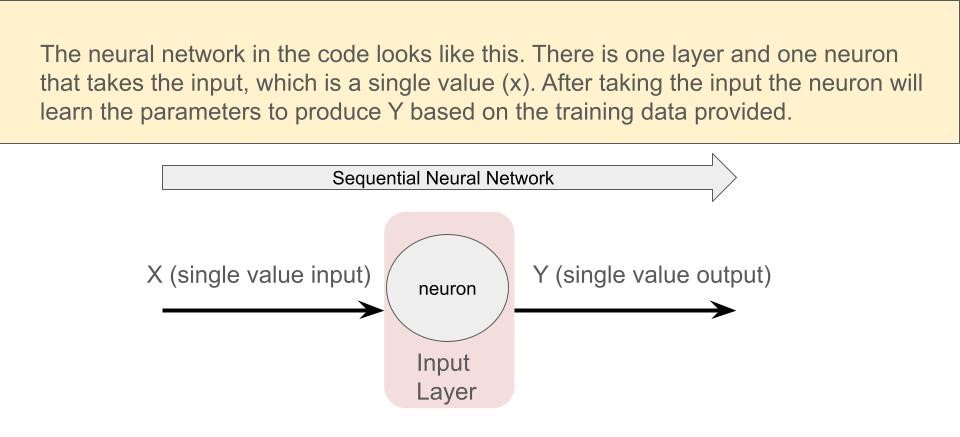 The neural network in the code looks like this. There is one layer and one neuron
that takes the input, which is a single value (x). After taking the input the neuron will
learn the parameters to produce Y based on the training data provided.
Sequential Neural Network
X (single value input)
neuron
Y (single value output)
Input
Layer